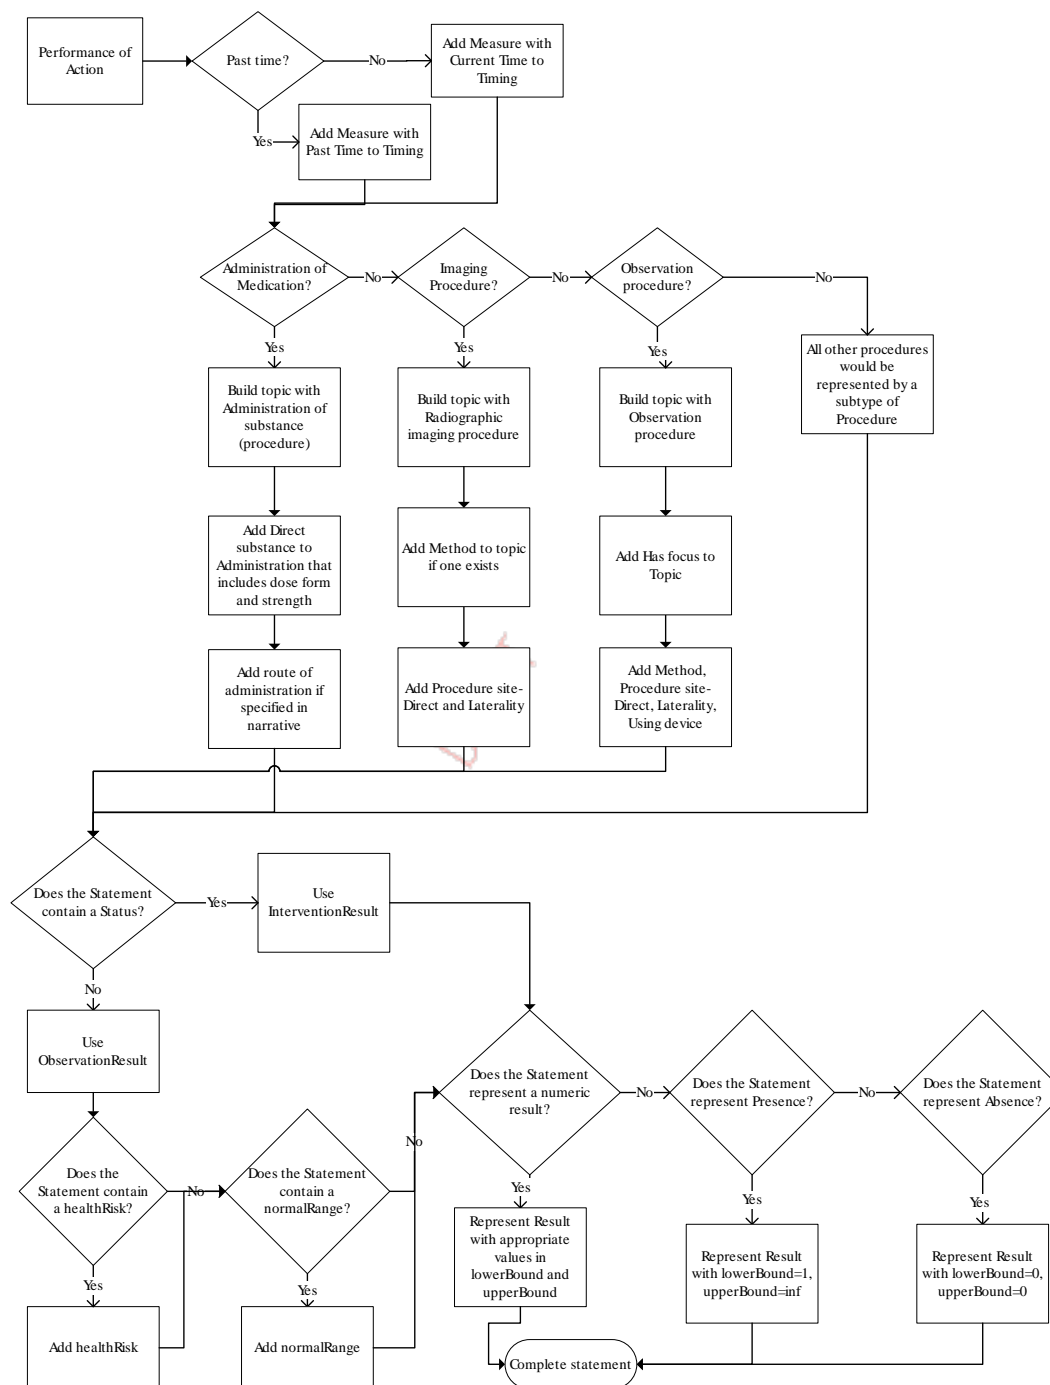 Performance of
Action
Past time?
No
Add Measure with
Current Time to
Timing
Yes
Add Measure with
Past Time to Timing
Administration of
Medication?
No
Imaging
Procedure?
No
Observation
procedure?
No
Yes
Yes
Yes
All other procedures
would be
represented by a
subtype of
Procedure
Build topic with
Administration of
substance
(procedure)
Build topic with
Radiographic
imaging procedure
Build topic with
Observation
procedure
Add Direct
substance to
Administration that
includes dose form
and strength
Add Method to topic
if one exists
Add Has focus to
Topic
Add route of
administration if
specified in
narrative
Add Procedure site-
Direct and Laterality
Add Method,
Procedure site-
Direct, Laterality,
Using device
Does the Statement
contain a Status?
Yes
Use
InterventionResult
No
Use
ObservationResult
Does the Statement
represent a numeric
result?
No
Does the Statement
represent Presence?
No
Does the Statement
represent Absence?
Does the
Statement contain
a healthRisk?
No
Does the Statement
contain a
normalRange?
No
Yes
Yes
Yes
Yes
Yes
Represent Result
with appropriate
values in
lowerBound and
upperBound
Represent Result
with lowerBound=1,
upperBound=inf
Represent Result
with lowerBound=0,
upperBound=0
Add healthRisk
Add normalRange
Complete statement